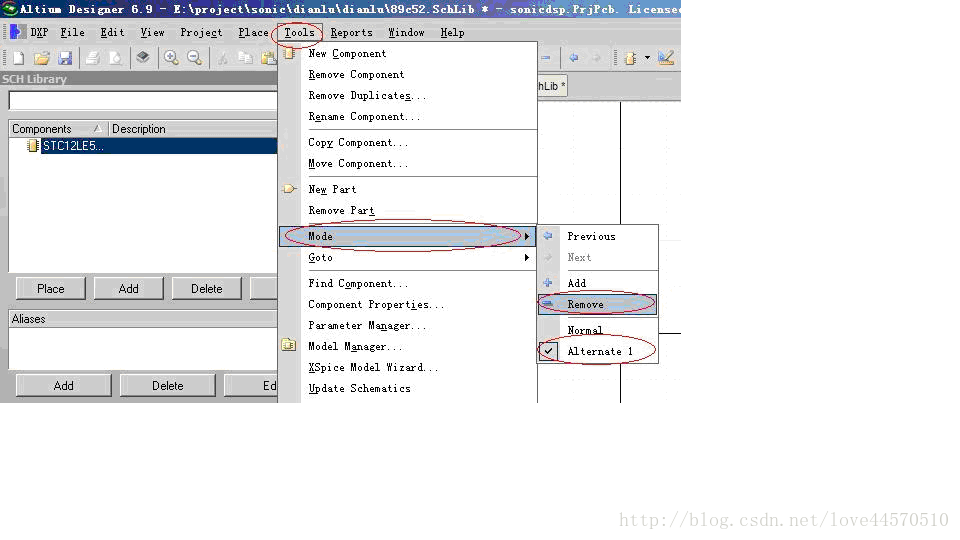 Altium Designer 6.9 - E:\project\sonic\dianlu\dianlu\89c52.SchLib * - sonicdsp.PrjPcb. License
DXP File Edit View Project Place Tools Reports Window Help
SCH Library
hLib *
Components Description
STC12LE5...
Place Add Delete
Aliases
Add Delete Ed
New Component
Remove Component
Remove Duplicates...
Rename Component...
Copy Component...
Move Component...
New Part
Remove Part
Mode
Goto
Find Component...
Component Properties...
Parameter Manager...
Model Manager...
XSpice Model Wizard...
Update Schematics
Previous
Next
Add
Remove
Normal
Alternate 1
http://blog.csdn.net/love44570510